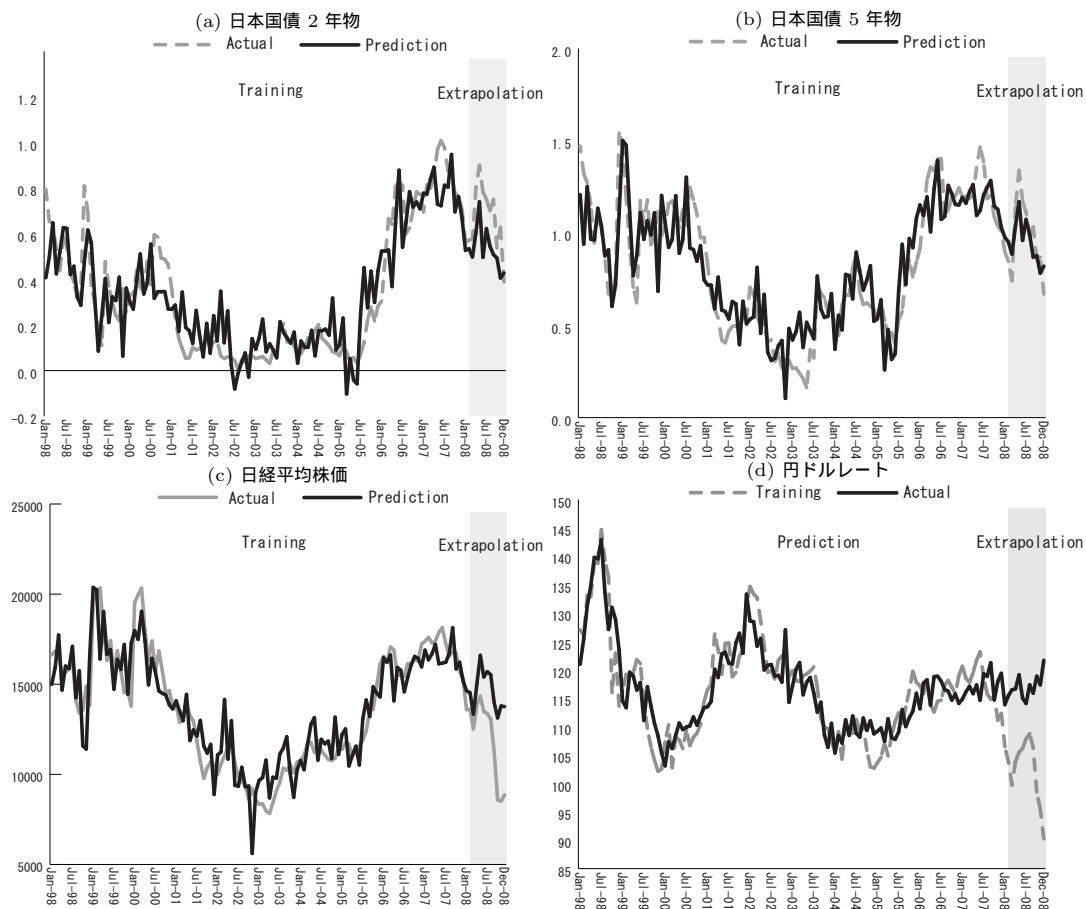 (a) 日本国債 2 年物
Actual Prediction
Training
Extrapolation
1.2
1.0
0.8
0.6
0.4
0.2
0.0
-0.2
Jan-98 Jul-98 Jan-99 Jul-99 Jan-00 Jul-00 Jan-01 Jul-01 Jan-02 Jul-02 Jan-03 Jul-03 Jan-04 Jul-04 Jan-05 Jul-05 Jan-06 Jul-06 Jan-07 Jul-07 Jan-08 Jul-08 Dec-08
(b) 日本国債 5 年物
Actual Prediction
Training
Extrapolation
2.0
1.5
1.0
0.5
0.0
Jan-98 Jul-98 Jan-99 Jul-99 Jan-00 Jul-00 Jan-01 Jul-01 Jan-02 Jul-02 Jan-03 Jul-03 Jan-04 Jul-04 Jan-05 Jul-05 Jan-06 Jul-06 Jan-07 Jul-07 Jan-08 Jul-08 Dec-08
(c) 日経平均株価
Actual Prediction
Training
Extrapolation
25000
20000
15000
10000
5000
Jan-98 Jul-98 Jan-99 Jul-99 Jan-00 Jul-00 Jan-01 Jul-01 Jan-02 Jul-02 Jan-03 Jul-03 Jan-04 Jul-04 Jan-05 Jul-05 Jan-06 Jul-06 Jan-07 Jul-07 Jan-08 Jul-08 Dec-08
(d) 円ドルレート
Training Actual
Prediction
Extrapolation
150
145
140
135
130
125
120
115
110
105
100
95
90
85
Jan-98 Jul-98 Jan-99 Jul-99 Jan-00 Jul-00 Jan-01 Jul-01 Jan-02 Jul-02 Jan-03 Jul-03 Jan-04 Jul-04 Jan-05 Jul-05 Jan-06 Jul-06 Jan-07 Jul-07 Jan-08 Jul-08 Dec-08